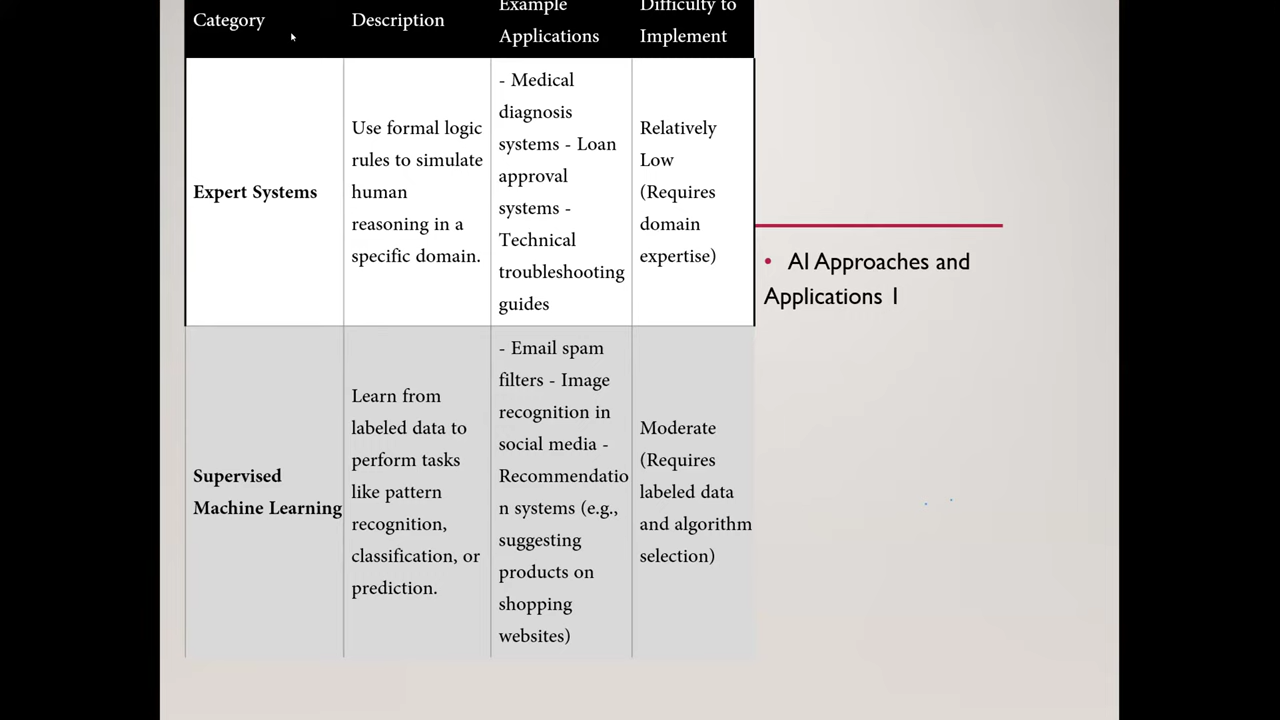 Category
Description
Example
Applications
Difficulty to
Implement
Expert Systems
Use formal logic
rules to simulate
human
reasoning in a
specific domain.
- Medical
diagnosis
systems - Loan
approval
systems -
Technical
troubleshooting
guides
Relatively
Low
(Requires
domain
expertise)
Supervised
Machine Learning
Learn from
labeled data to
perform tasks
like pattern
recognition,
classification, or
prediction.
- Email spam
filters - Image
recognition in
social media -
Recommendatio
n systems (e.g.,
suggesting
products on
shopping
websites)
Moderate
(Requires
labeled data
and algorithm
selection)
• AI Approaches and
Applications 1